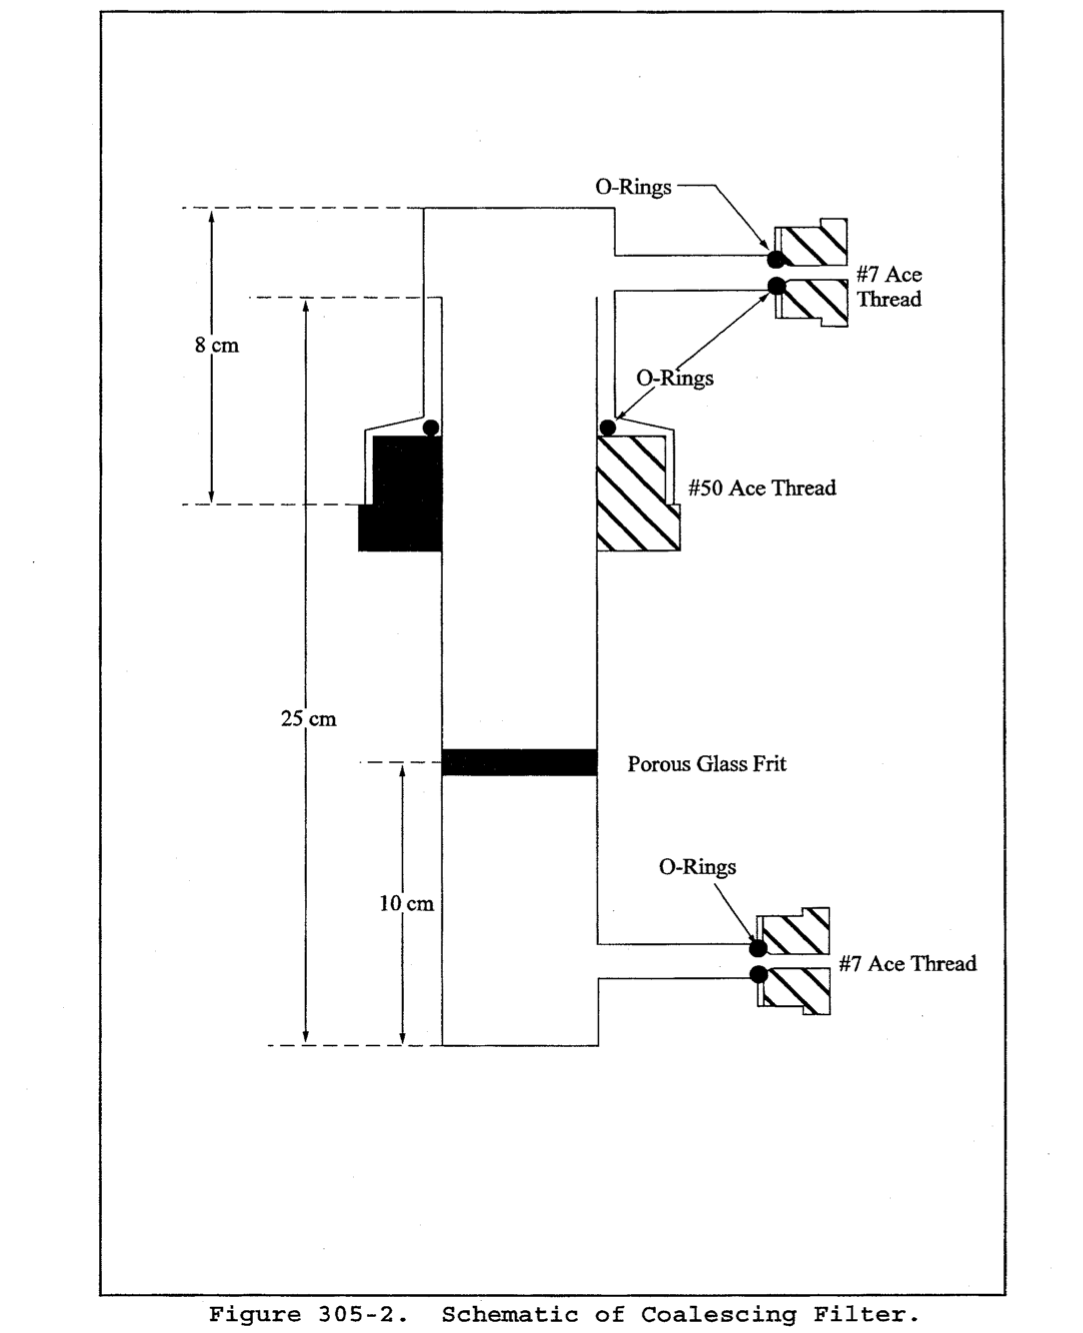 O-Rings
#7 Ace
Thread
8 cm
O-Rings
#50 Ace Thread
25 cm
Porous Glass Frit
O-Rings
10 cm
#7 Ace Thread
Figure 305-2. Schematic of Coalescing Filter.